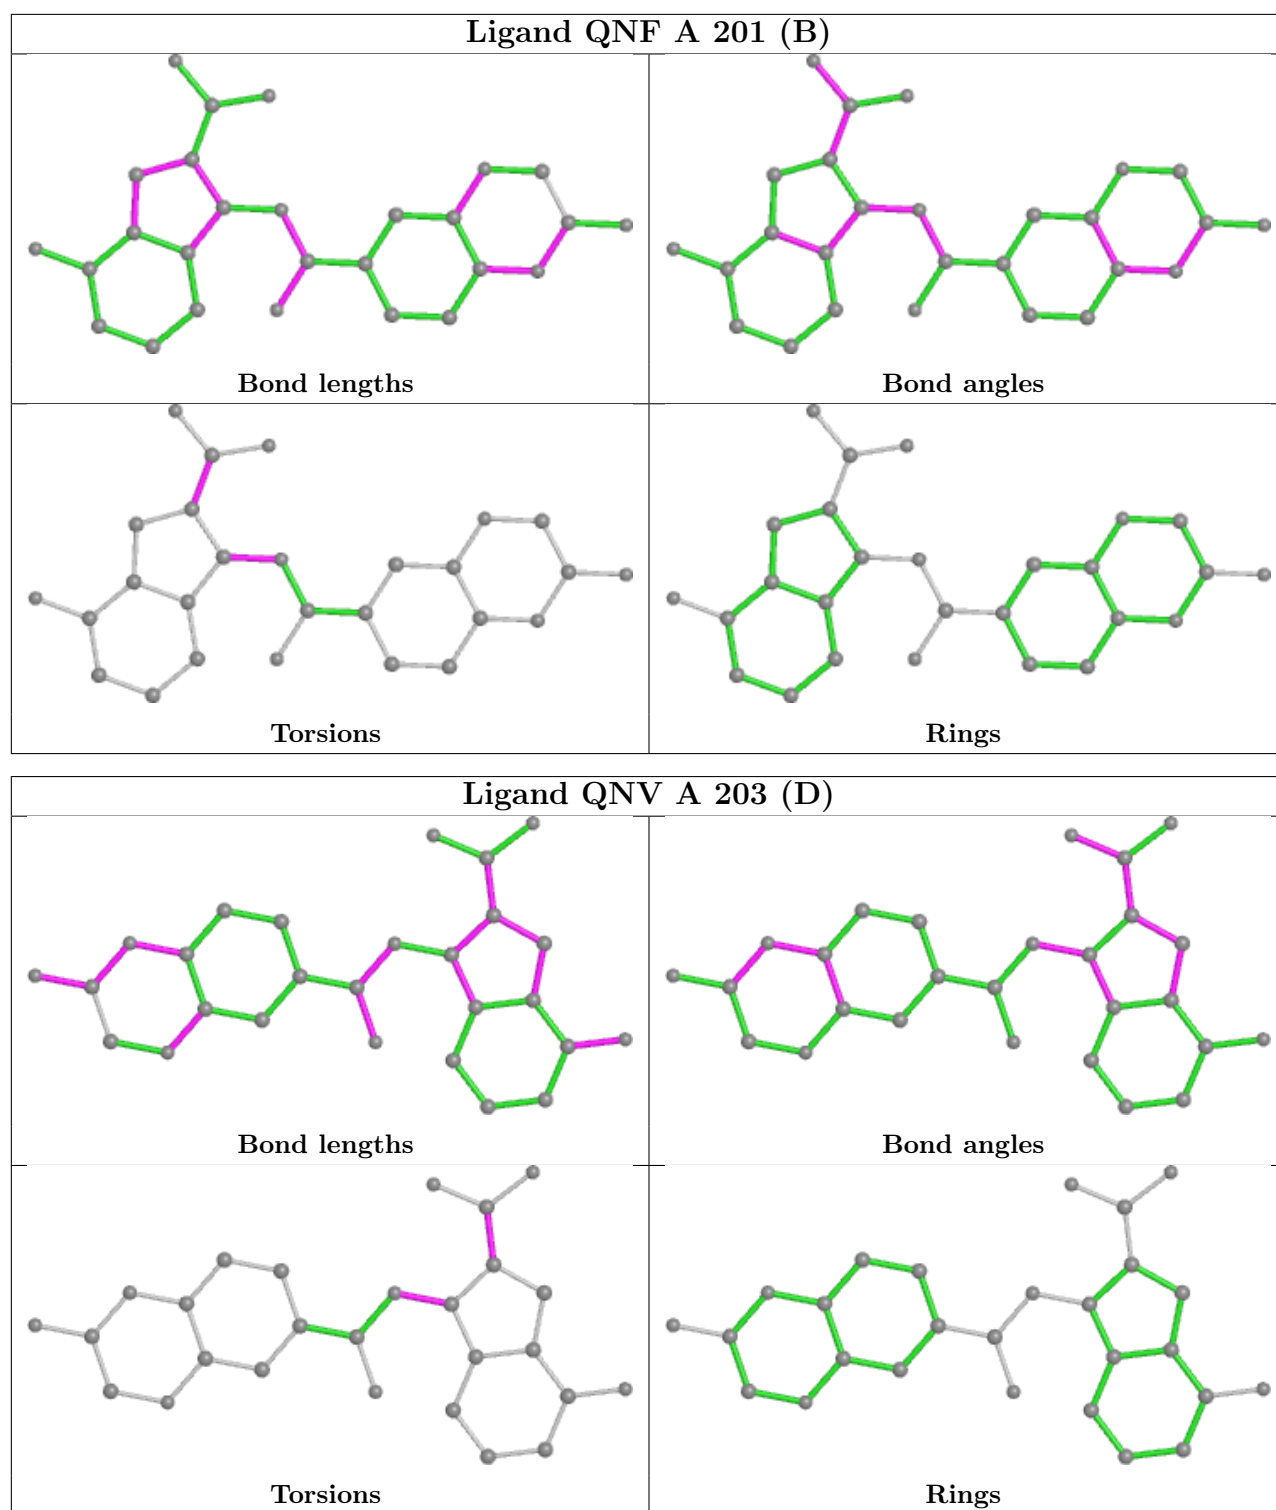 Ligand QNF A 201 (B)
Bond lengths
Bond angles
Torsions
Rings
Ligand QNV A 203 (D)
Bond lengths
Bond angles
Torsions
Rings